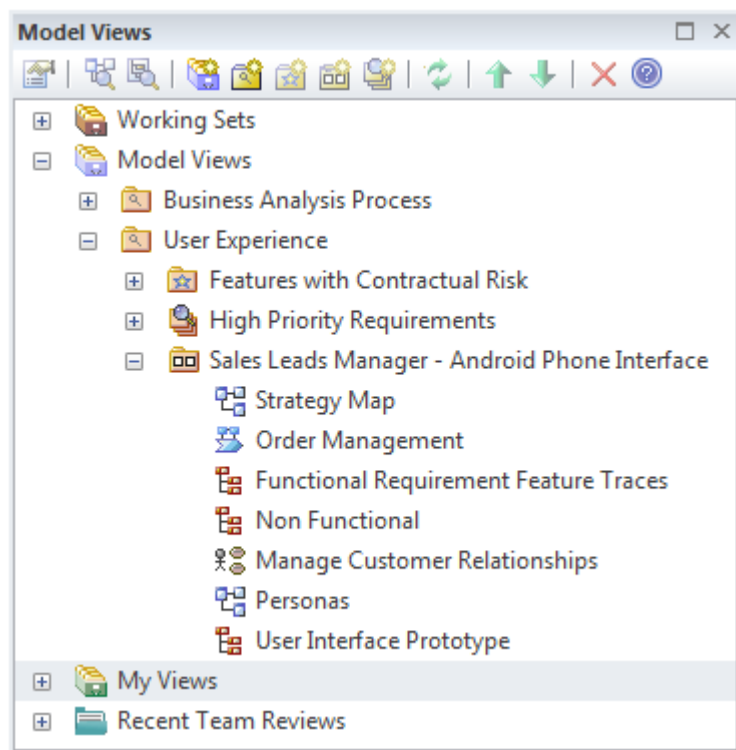 Model Views
Working Sets
Model Views
Business Analysis Process
User Experience
Features with Contractual Risk
High Priority Requirements
Sales Leads Manager - Android Phone Interface
Strategy Map
Order Management
Functional Requirement Feature Traces
Non Functional
Manage Customer Relationships
Personas
User Interface Prototype
My Views
Recent Team Reviews